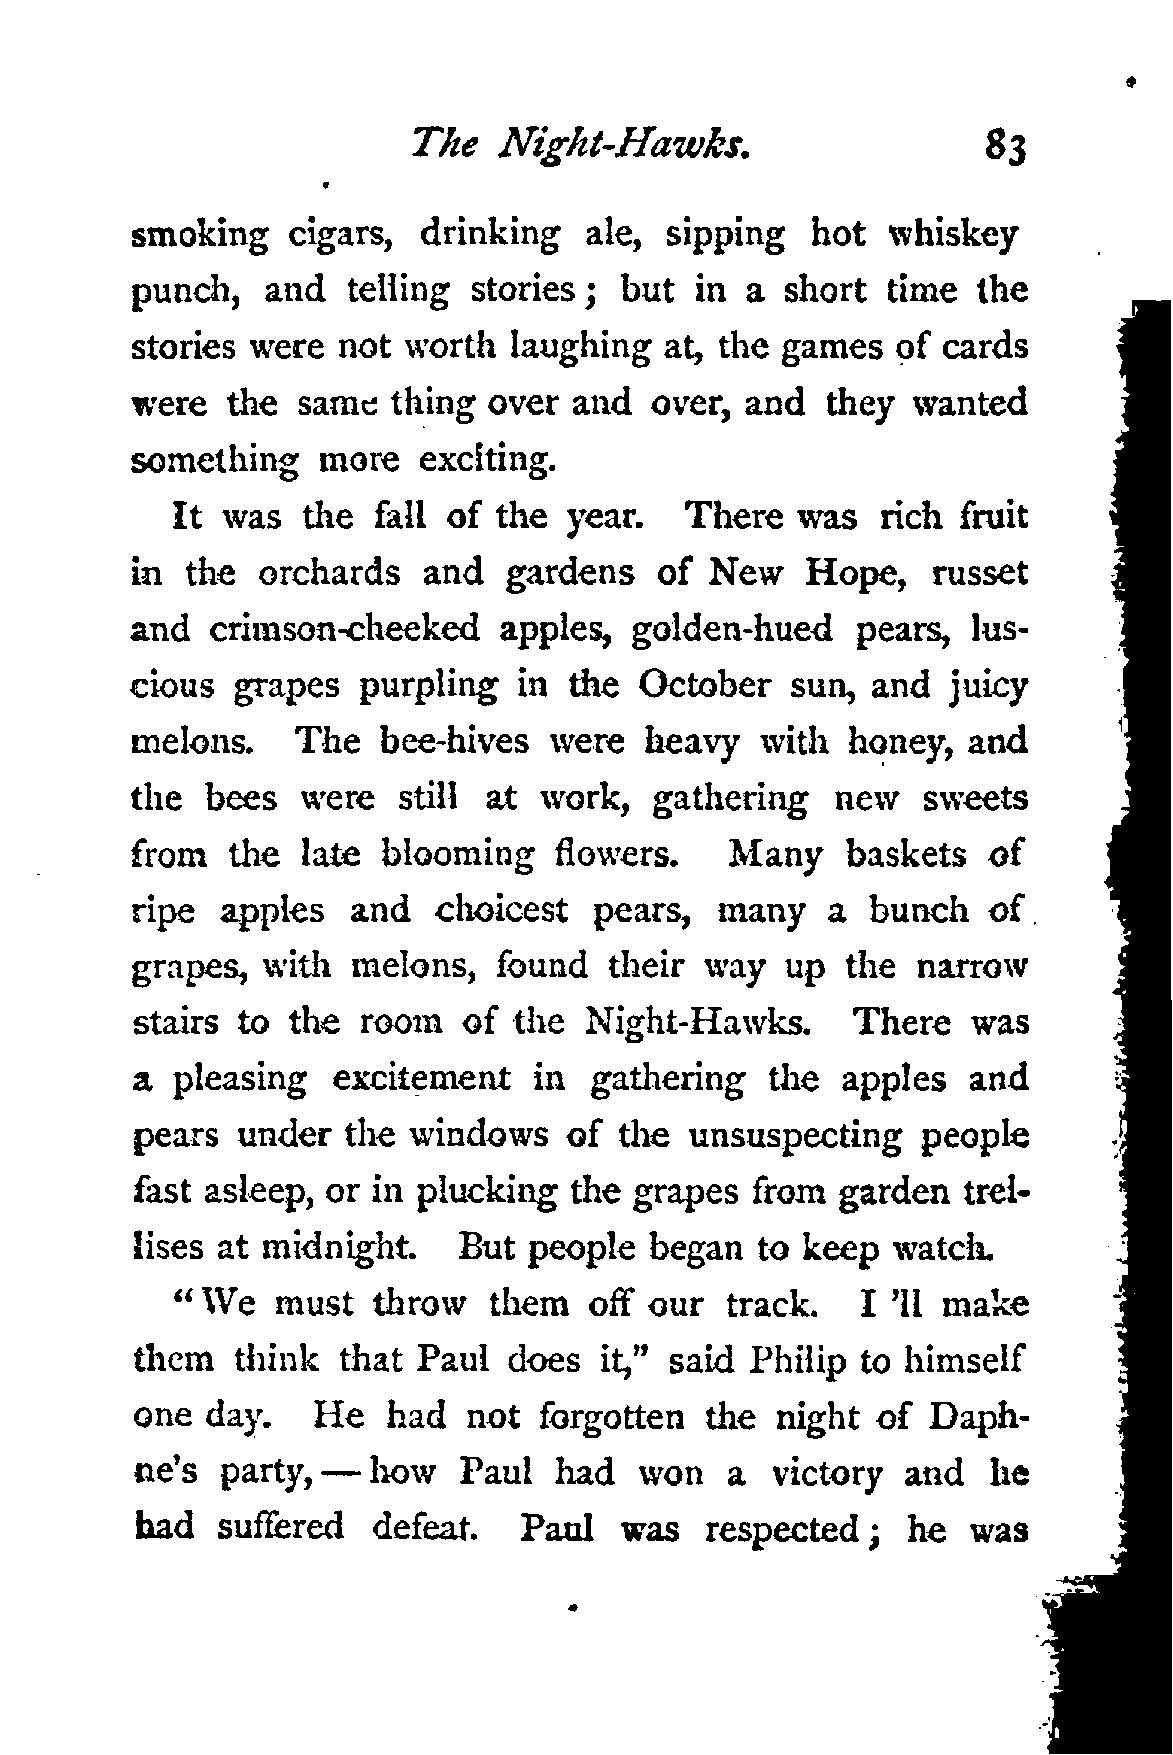 The Night-Hawks. 83
smoking cigars, drinking ale, sipping hot whiskey
punch, and telling stories ; but in a short time the
stories were not worth laughing at, the games of cards
were the same thing over and over, and they wanted
something more exciting.
It was the fall of the year. There was rich fruit
in the orchards and gardens of New Hope, russet
and crimson-cheeked apples, golden-hued pears, lus-
cious grapes purpling in the October sun, and juicy
melons. The bee-hives were heavy with honey, and
the bees were still at work, gathering new sweets
from the late blooming flowers. Many baskets of
ripe apples and choicest pears, many a bunch of
grapes, with melons, found their way up the narrow
stairs to the room of the Night-Hawks. There was
a pleasing excitement in gathering the apples and
pears under the windows of the unsuspecting people
fast asleep, or in plucking the grapes from garden trel-
lises at midnight. But people began to keep watch.
“ We must throw them off our track. I 'll make
them think that Paul does it,” said Philip to himself
one day. He had not forgotten the night of Daph-
ne's party, — how Paul had won a victory and he
had suffered defeat. Paul was respected ; he was